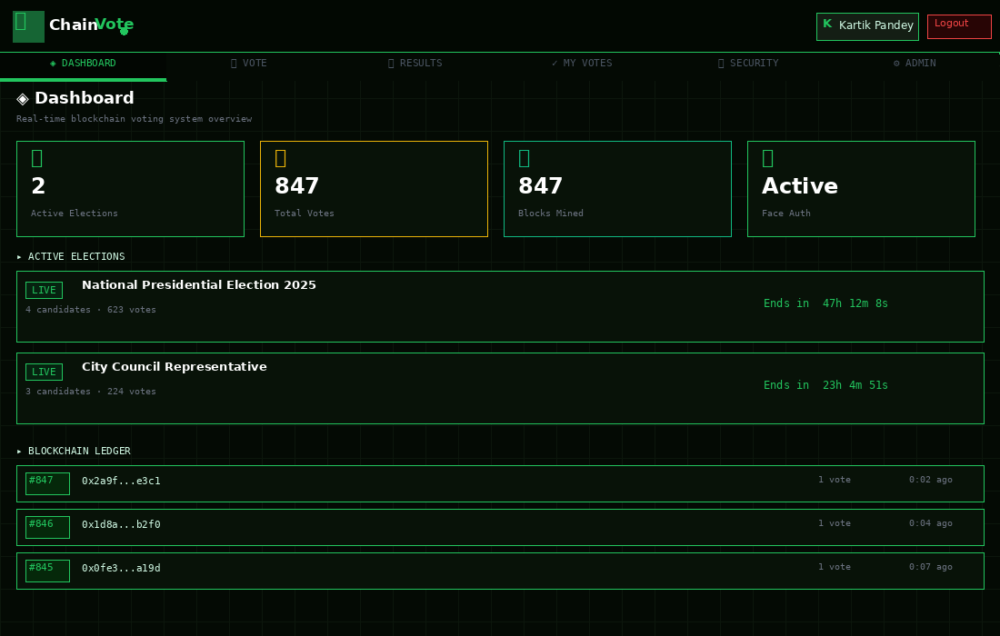 ChainVote
K Kartik Pandey
Logout
◈ DASHBOARD
VOTE
RESULTS
✓ MY VOTES
SECURITY
⚙ ADMIN
◈ Dashboard
Real-time blockchain voting system overview
2
Active Elections
847
Total Votes
847
Blocks Mined
Active
Face Auth
▸ ACTIVE ELECTIONS
LIVE National Presidential Election 2025
4 candidates · 623 votes
Ends in 47h 12m 8s
LIVE City Council Representative
3 candidates · 224 votes
Ends in 23h 4m 51s
▸ BLOCKCHAIN LEDGER
#847 0x2a9f...e3c1 1 vote 0:02 ago
#846 0x1d8a...b2f0 1 vote 0:04 ago
#845 0x0fe3...a19d 1 vote 0:07 ago